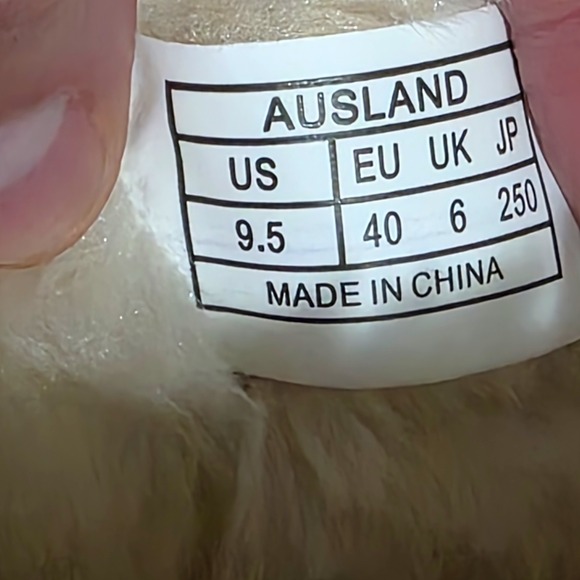 AUSLAND
US EU UK JP
9.5 40 6 250
MADE IN CHINA